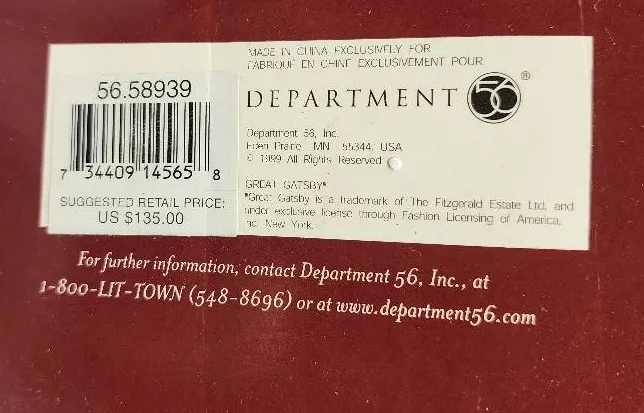 MADE IN CHINA EXCLUSIVELY FOR
FABRIQUE EN CHINE EXCLUSIVEMENT POUR
DEPARTMENT 56®
Department 56, Inc.
Eden Prairie MN 55344 USA
© 1999 All Rights Reserved
GREAT GATSBY*
*Great Gatsby is a trademark of The Fitzgerald Estate Ltd. and
under exclusive license through Fashion Licensing of America,
Inc. New York.
56.58939
7 34409 14565 8
SUGGESTED RETAIL PRICE:
US $135.00
For further information, contact Department 56, Inc., at
1-800-LIT-TOWN (548-8696) or at www.department56.com